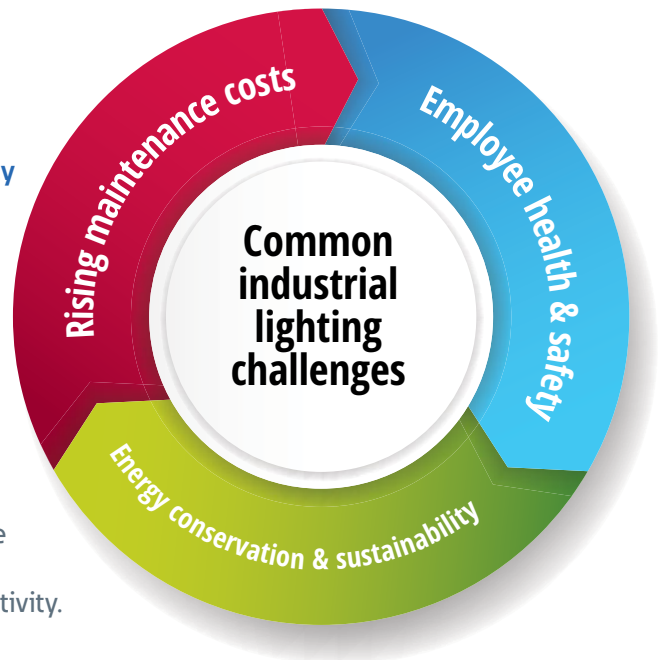 Rising maintenance costs
Employee health & safety
y
Common
industrial
lighting
challenges
Energy conservation & sustainability
e
tivity.